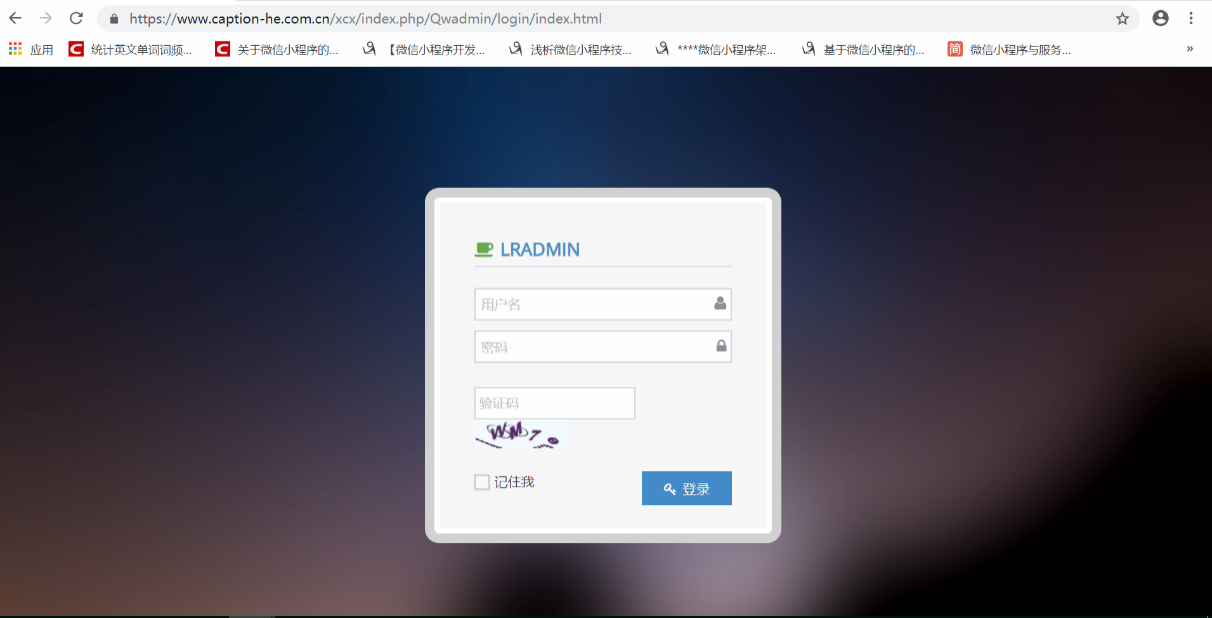 https://www.caption-he.com.cn/xcx/index.php/Qwadmin/login/index.html
应用 统计英文单词词频... 关于微信小程序的... 【微信小程序开发... 浅析微信小程序技... ****微信小程序架... 基于微信小程序的... 简 微信小程序与服务... »
LRADMIN
用户名
密码
验证码
记住我 登录